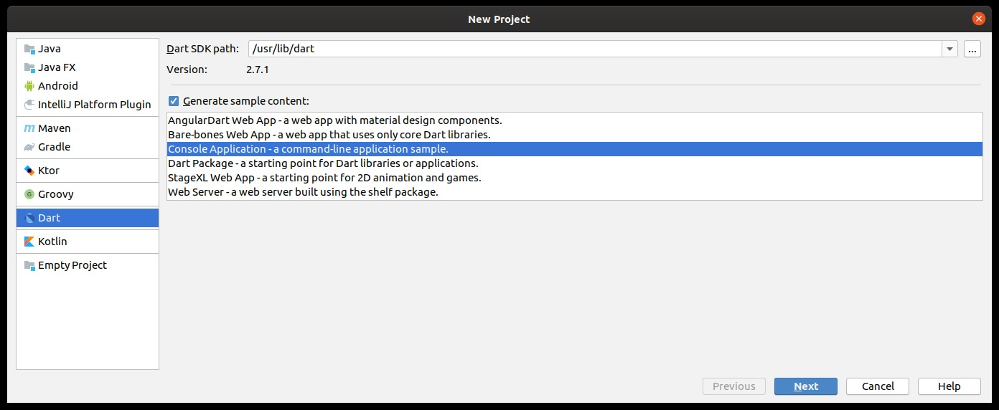 New Project
Java
Java FX
Android
IntelliJ Platform Plugin
Maven
Gradle
Ktor
Groovy
Dart
Kotlin
Empty Project
Dart SDK path: /usr/lib/dart ...
Version: 2.7.1
Generate sample content:
AngularDart Web App - a web app with material design components.
Bare-bones Web App - a web app that uses only core Dart libraries.
Console Application - a command-line application sample.
Dart Package - a starting point for Dart libraries or applications.
StageXL Web App - a starting point for 2D animation and games.
Web Server - a web server built using the shelf package.
Previous Next Cancel Help